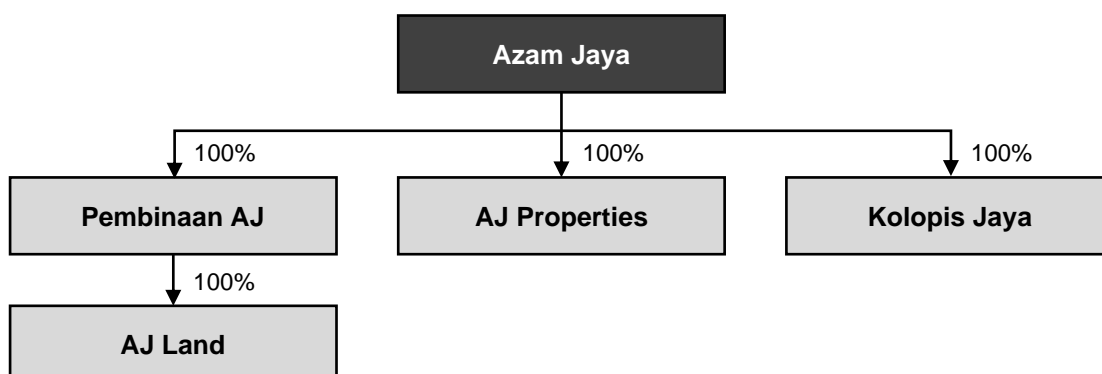 Azam Jaya
100%
100%
100%
Pembinaan AJ
AJ Properties
Kolopis Jaya
100%
AJ Land